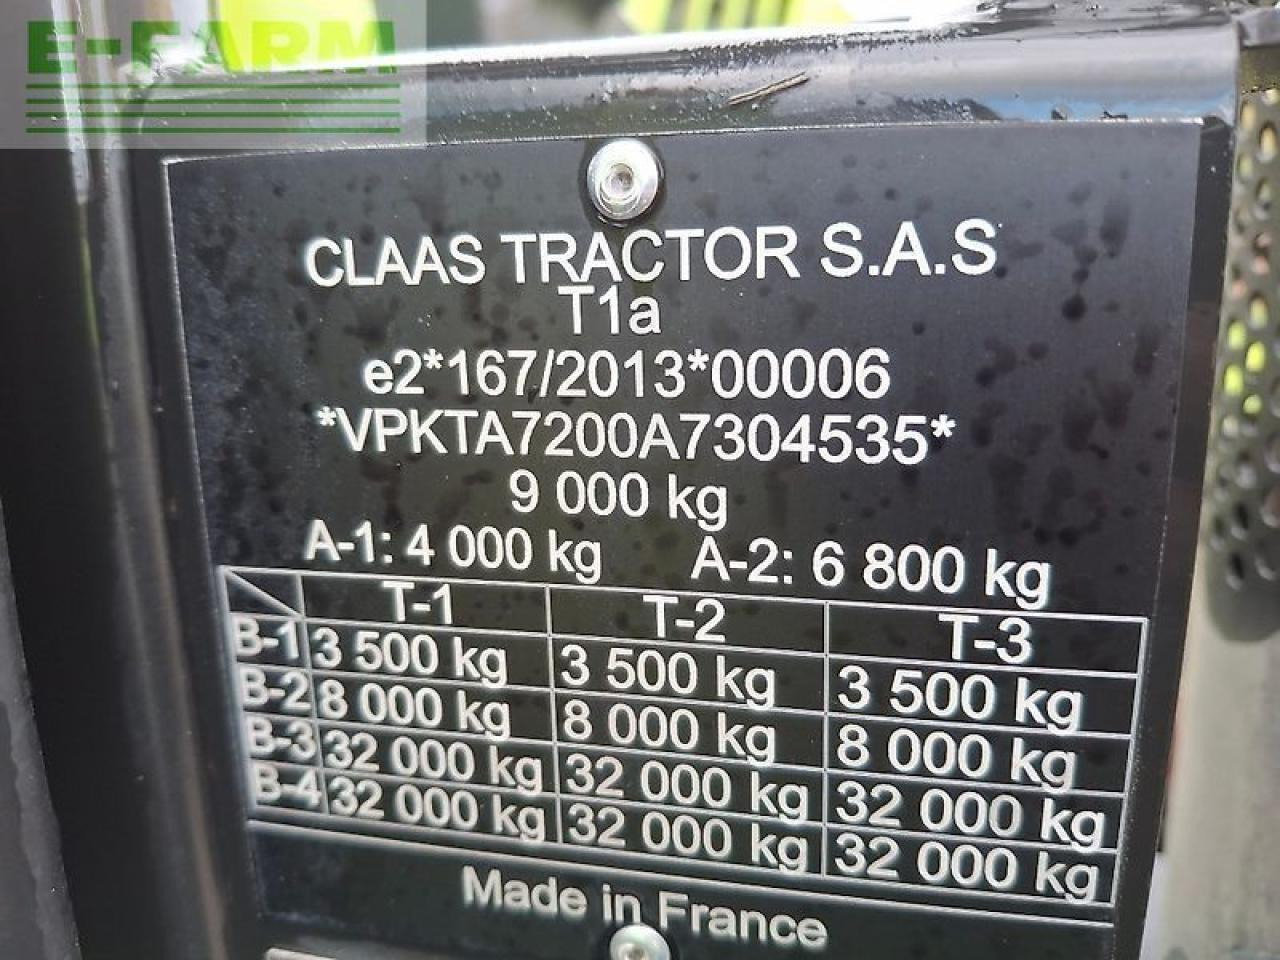 E-FARM
CLAAS TRACTOR S.A.S
T1a
e2*167/2013*00006
*VPKTA7200A7304535*
9 000 kg
A-1: 4 000 kg A-2: 6 800 kg
T-1 T-2 T-3
B-1 3 500 kg 3 500 kg 3 500 kg
B-2 8 000 kg 8 000 kg 8 000 kg
B-3 32 000 kg 32 000 kg 32 000 kg
B-4 32 000 kg 32 000 kg 32 000 kg
Made in France